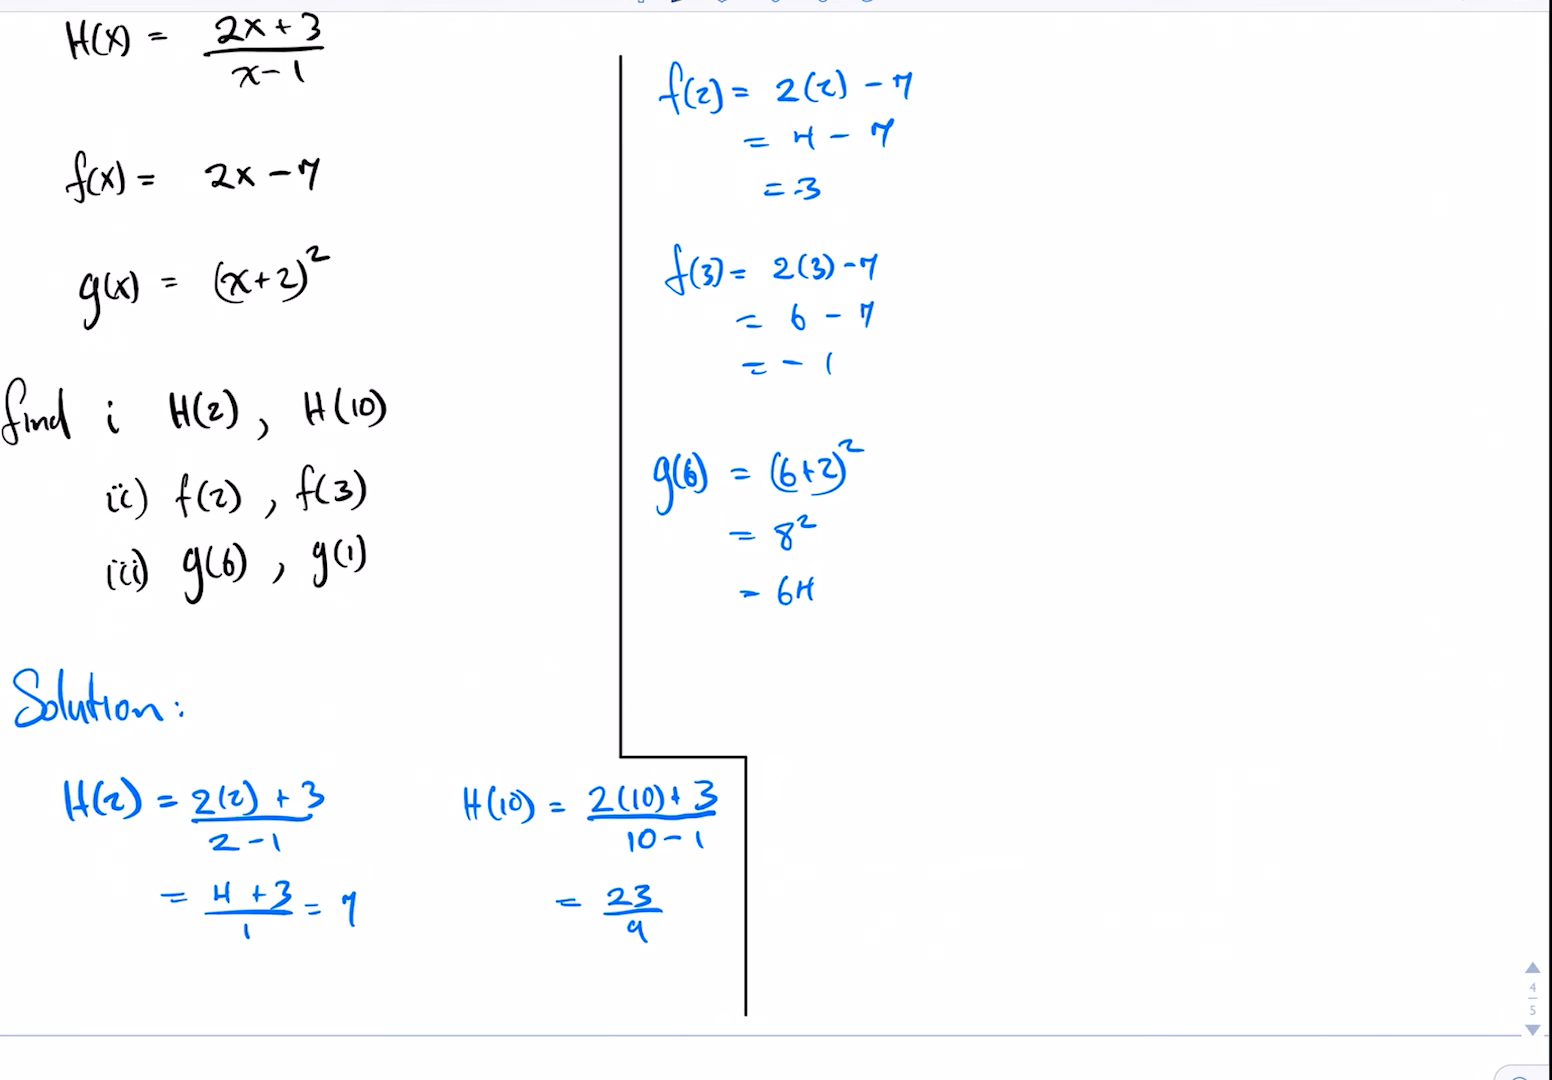 H(x) = 2x + 3
x - 1
f(x) = 2x - 7
g(x) = (x+2)²
find i H(2), H(10)
ii) f(2), f(3)
iii) g(6), g(1)
Solution:
H(2) = 2(2) + 3
2 - 1
= 4 + 3 = 7
1
H(10) = 2(10) + 3
10 - 1
= 23
9
f(2) = 2(2) - 7
= 4 - 7
= -3
f(3) = 2(3) - 7
= 6 - 7
= - 1
g(6) = (6+2)²
= 8²
= 64
4
5